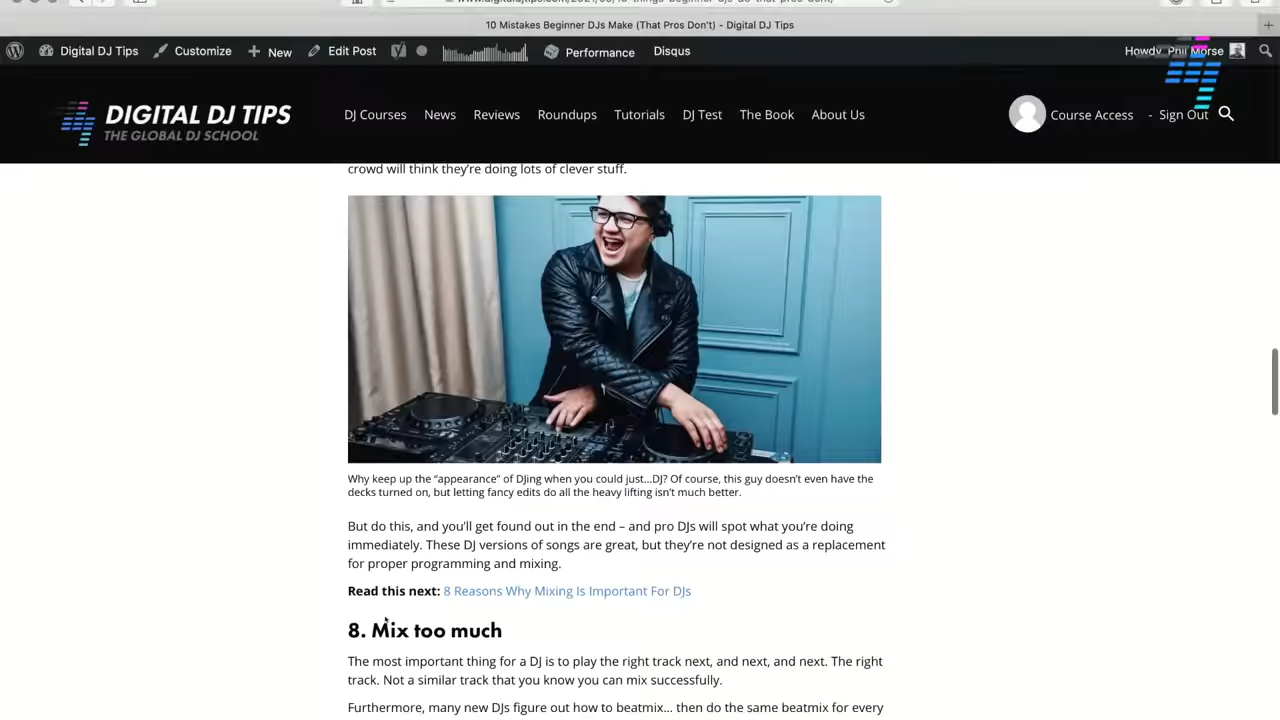 10 Mistakes Beginner DJs Make (That Pros Don't) - Digital DJ Tips
Digital DJ Tips Customize New Edit Post Performance Disqus
Howdy, Phil Morse
DIGITAL DJ TIPS
THE GLOBAL DJ SCHOOL
DJ Courses News Reviews Roundups Tutorials DJ Test The Book About Us
Course Access - Sign Out
crowd will think they're doing lots of clever stuff.
Why keep up the “appearance” of DJing when you could just…DJ? Of course, this guy doesn't even have the
decks turned on, but letting fancy edits do all the heavy lifting isn't much better.
But do this, and you'll get found out in the end – and pro DJs will spot what you're doing
immediately. These DJ versions of songs are great, but they're not designed as a replacement
for proper programming and mixing.
Read this next: 8 Reasons Why Mixing Is Important For DJs
8. Mix too much
The most important thing for a DJ is to play the right track next, and next, and next. The right
track. Not a similar track that you know you can mix successfully.
Furthermore, many new DJs figure out how to beatmix… then do the same beatmix for every